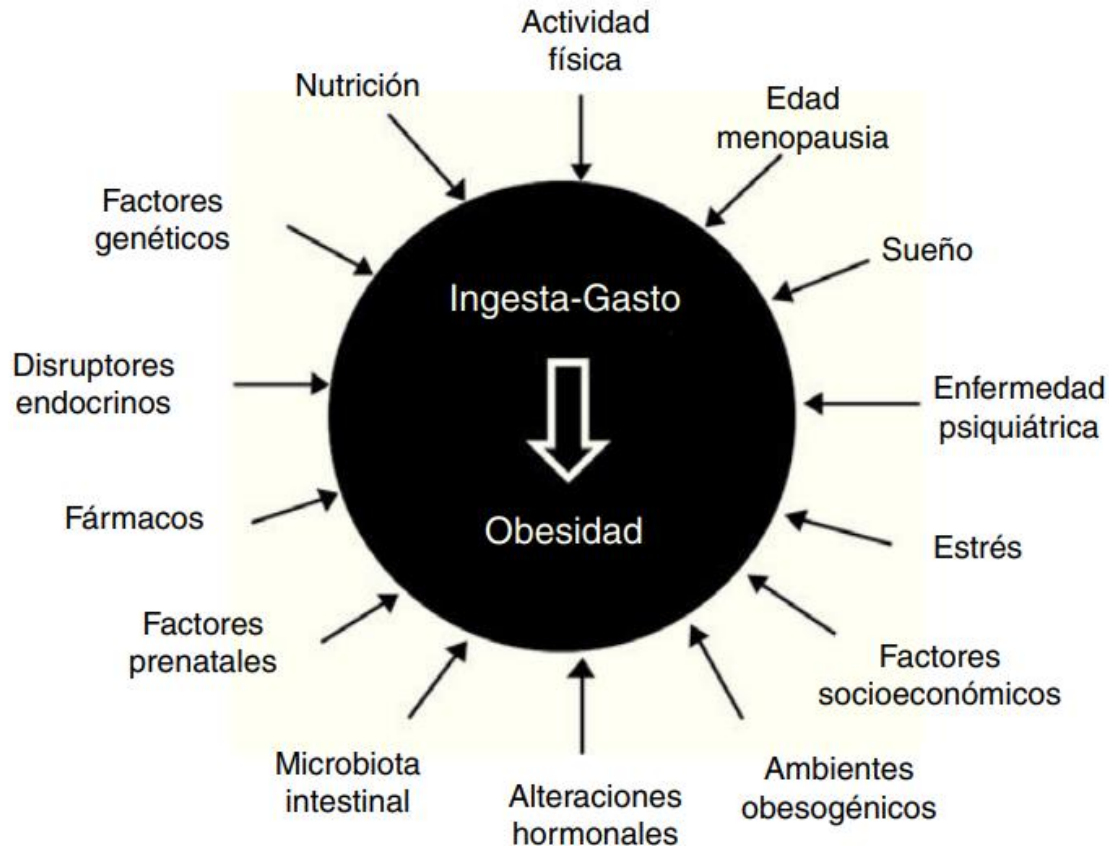 Actividad
física
Nutrición
Edad
menopausia
Factores
genéticos
Sueño
Ingesta-Gasto
Disruptores
endocrinos
Enfermedad
psiquiátrica
Fármacos
Obesidad
Estrés
Factores
prenatales
Factores
socioeconómicos
Microbiota
intestinal
Alteraciones
hormonales
Ambientes
obesogénicos